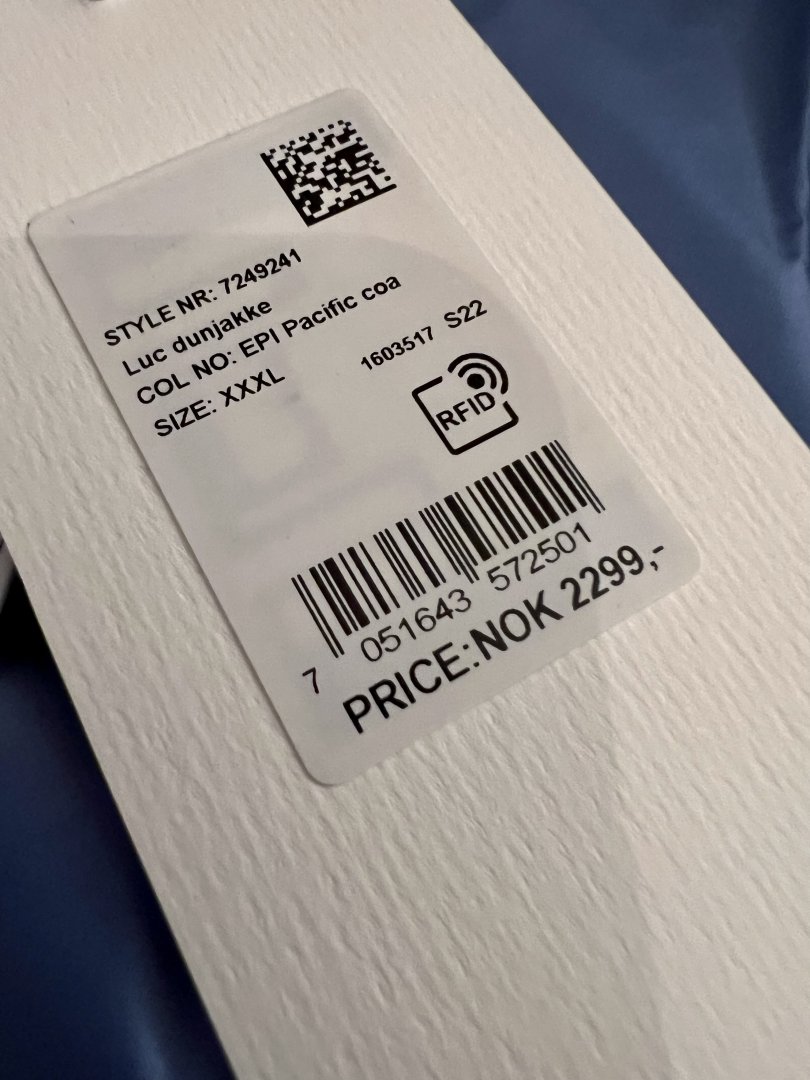 STYLE NR: 7249241
Luc dunjakke
COL NO: EPI Pacific coa
SIZE: XXXL
1603517 S22
RFID
7 051643 572501
PRICE:NOK 2299,-